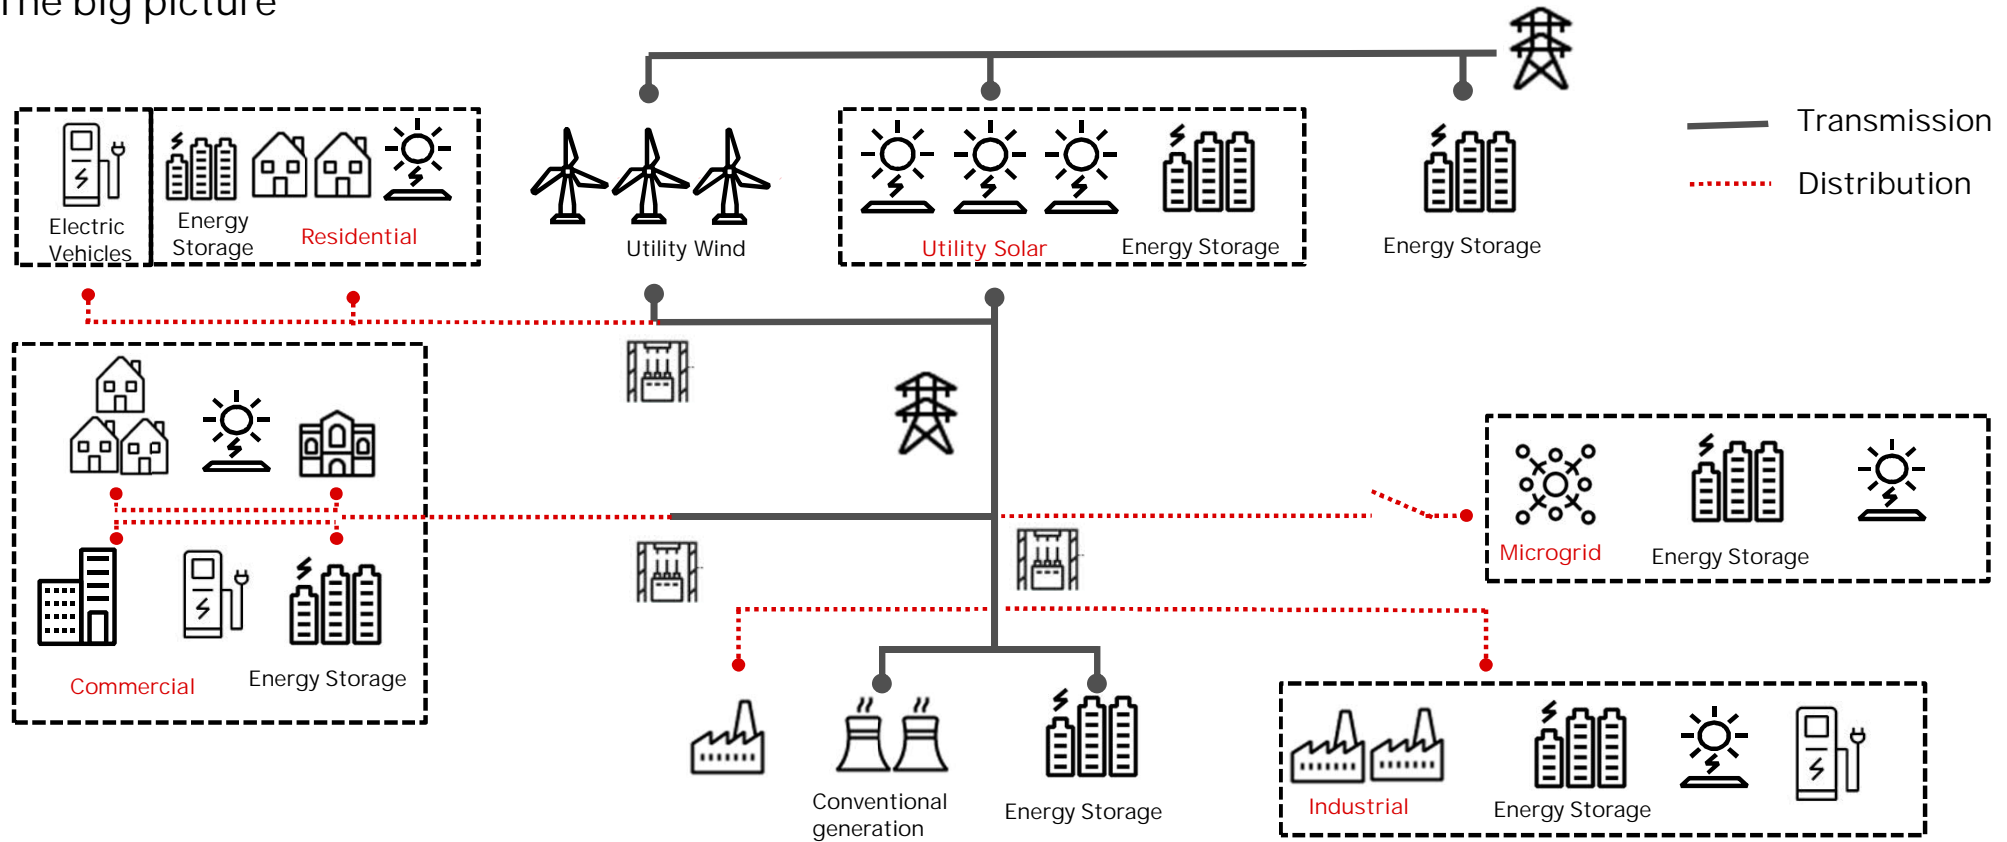 The big picture
Transmission
Distribution
Electric
Vehicles
Energy
Storage
Residential
Utility Wind
Utility Solar
Energy Storage
Energy Storage
Microgrid
Energy Storage
Commercial
Energy Storage
Conventional
generation
Energy Storage
Industrial
Energy Storage